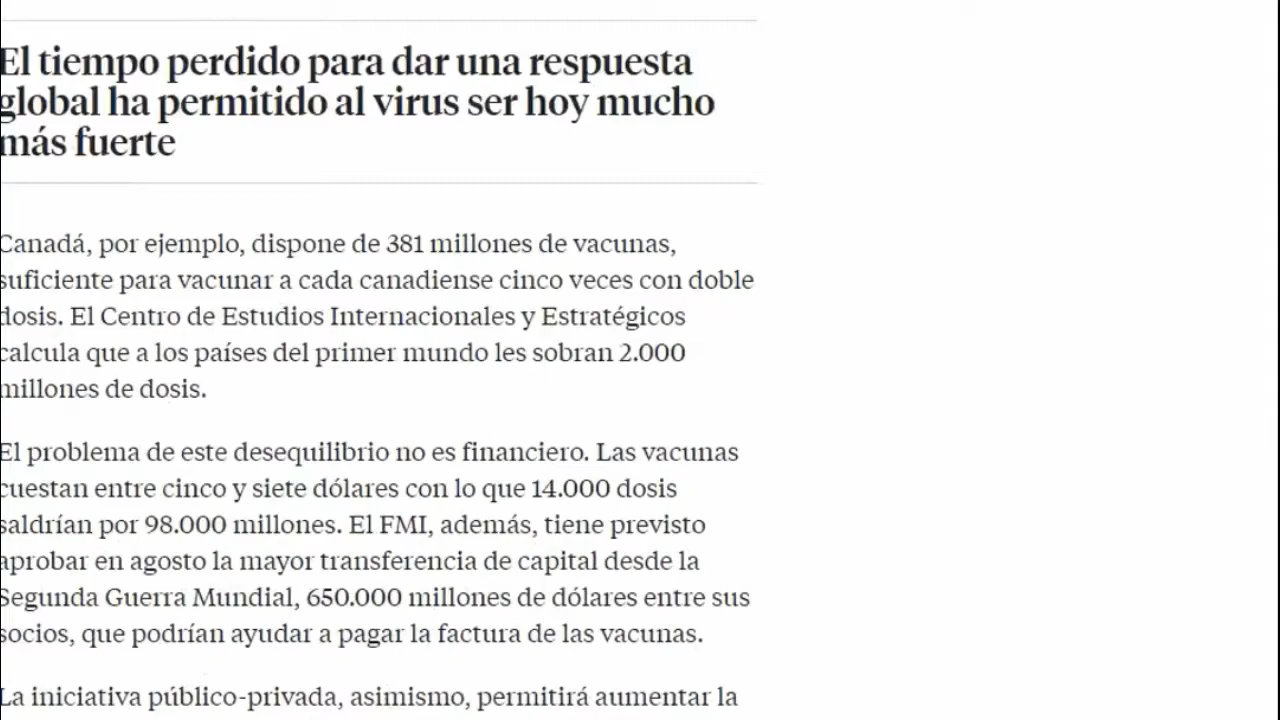 El tiempo perdido para dar una respuesta
global ha permitido al virus ser hoy mucho
más fuerte
Canadá, por ejemplo, dispone de 381 millones de vacunas,
suficiente para vacunar a cada canadiense cinco veces con doble
dosis. El Centro de Estudios Internacionales y Estratégicos
calcula que a los países del primer mundo les sobran 2.000
millones de dosis.
El problema de este desequilibrio no es financiero. Las vacunas
cuestan entre cinco y siete dólares con lo que 14.000 dosis
saldrían por 98.000 millones. El FMI, además, tiene previsto
aprobar en agosto la mayor transferencia de capital desde la
Segunda Guerra Mundial, 650.000 millones de dólares entre sus
socios, que podrían ayudar a pagar la factura de las vacunas.
La iniciativa público-privada, asimismo, permitirá aumentar la